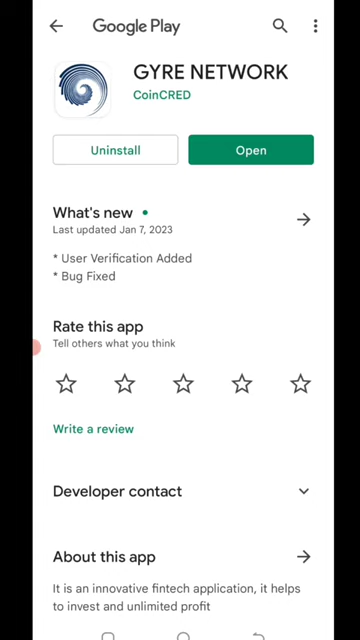 Google Play
GYRE NETWORK
CoinCRED
Uninstall
Open
What's new
Last updated Jan 7, 2023
* User Verification Added
* Bug Fixed
Rate this app
Tell others what you think
Write a review
Developer contact
About this app
It is an innovative fintech application, it helps
to invest and unlimited profit